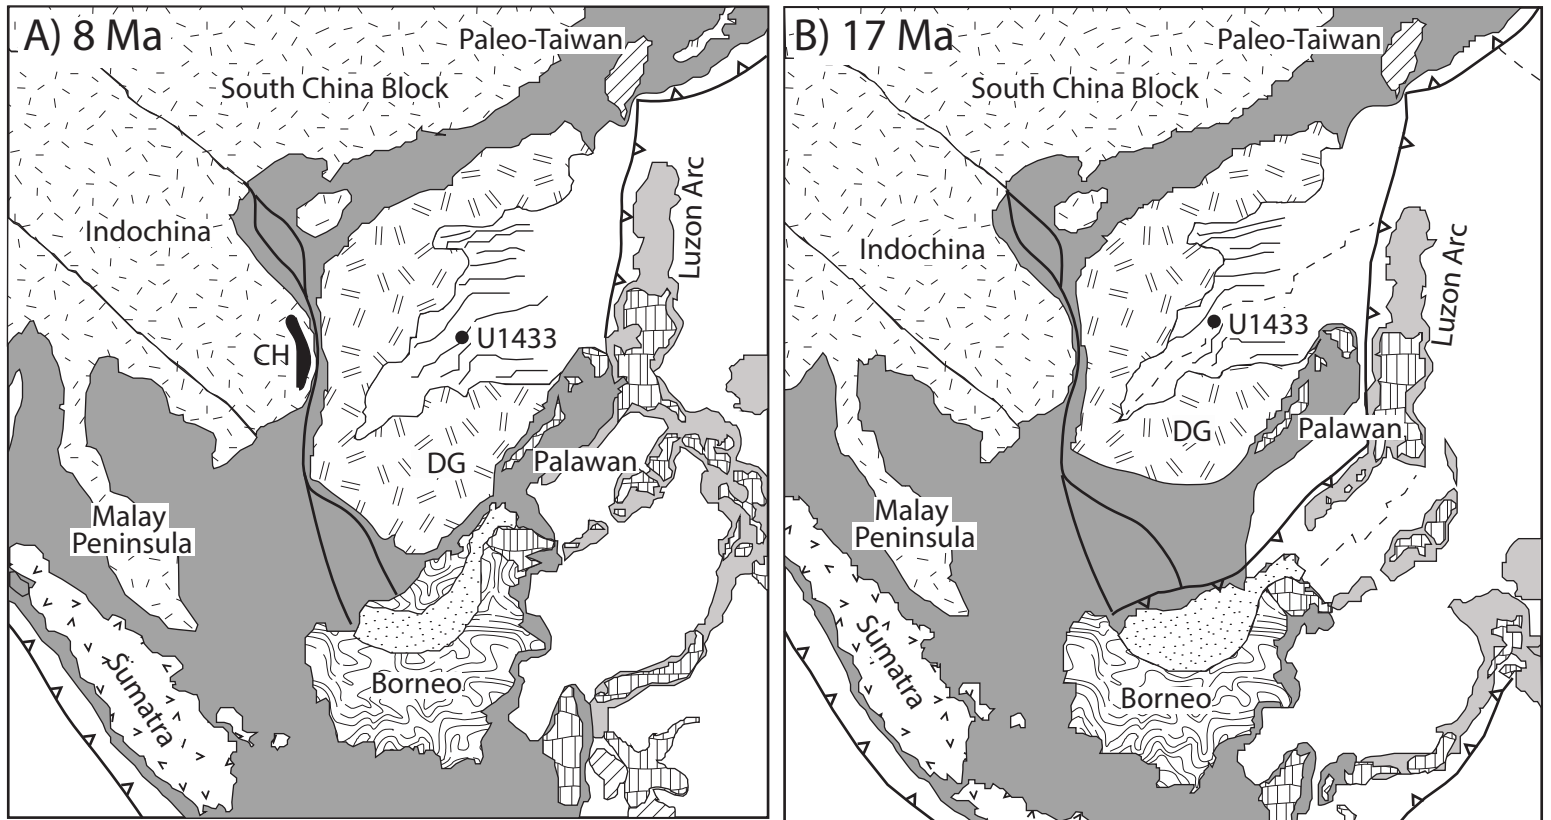 A) 8 Ma
Paleo-Taiwan
South China Block
Luzon Arc
Indochina
U1433
CH
DG
Palawan
Malay
Peninsula
Sumatra
Borneo
B) 17 Ma
Paleo-Taiwan
South China Block
Indochina
Luzon Arc
U1433
DG
Palawan
Malay
Peninsula
Sumatra
Borneo